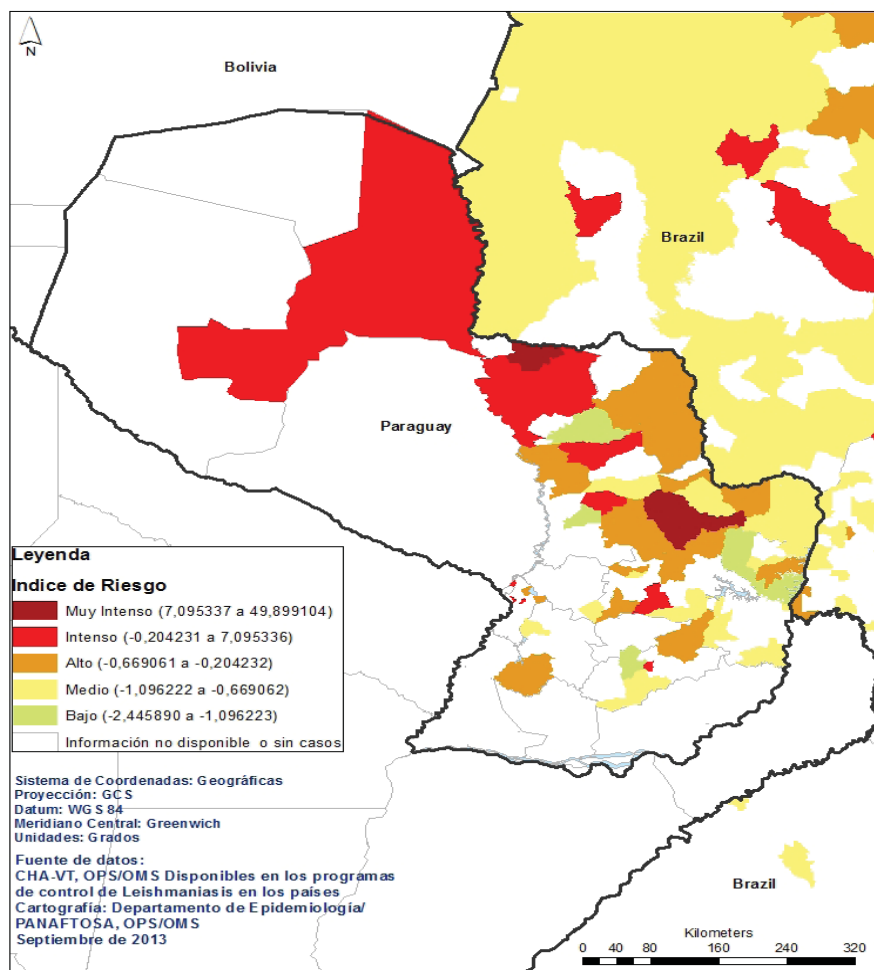 N
Bolivia
Brazil
Paraguay
Leyenda
Indice de Riesgo
Muy Intenso (7,095337 a 49,899104)
Intenso (-0,204231 a 7,095336)
Alto (-0,669061 a -0,204232)
Medio (-1,096222 a -0,669062)
Bajo (-2,445890 a -1,096223)
Información no disponible o sin casos
Sistema de Coordenadas: Geográficas
Proyección: GCS
Datum: WGS 84
Meridiano Central: Greenwich
Unidades: Grados
Fuente de datos:
CHA-VT, OPS/OMS Disponibles en los programas
de control de Leishmaniasis en los países
Cartografía: Departamento de Epidemiología/
PANAFTOSA, OPS/OMS
Septiembre de 2013
Brazil
Kilometers
0 20 40 80 160 240 320